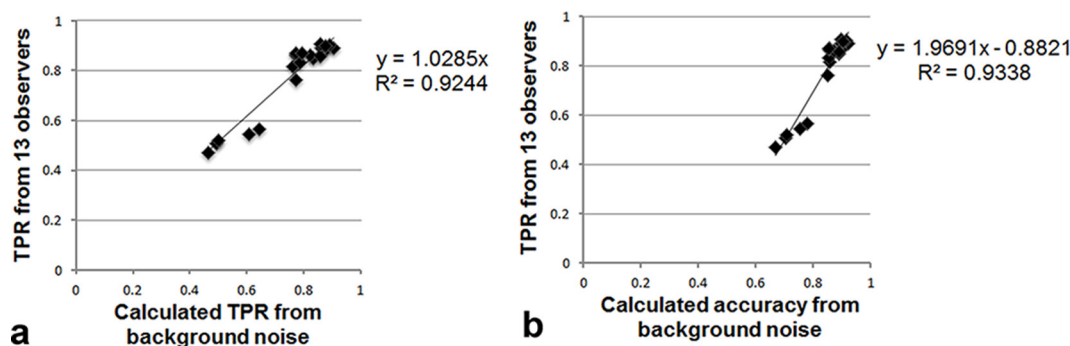 TPR from 13 observers
1
0.8
0.6
0.4
0.2
0
0
0.2
0.4
0.6
0.8
1
y = 1.0285x
R² = 0.9244
Calculated TPR from
background noise
a
TPR from 13 observers
1
0.8
0.6
0.4
0.2
0
0
0.2
0.4
0.6
0.8
1
y = 1.9691x - 0.8821
R² = 0.9338
Calculated accuracy from
background noise
b